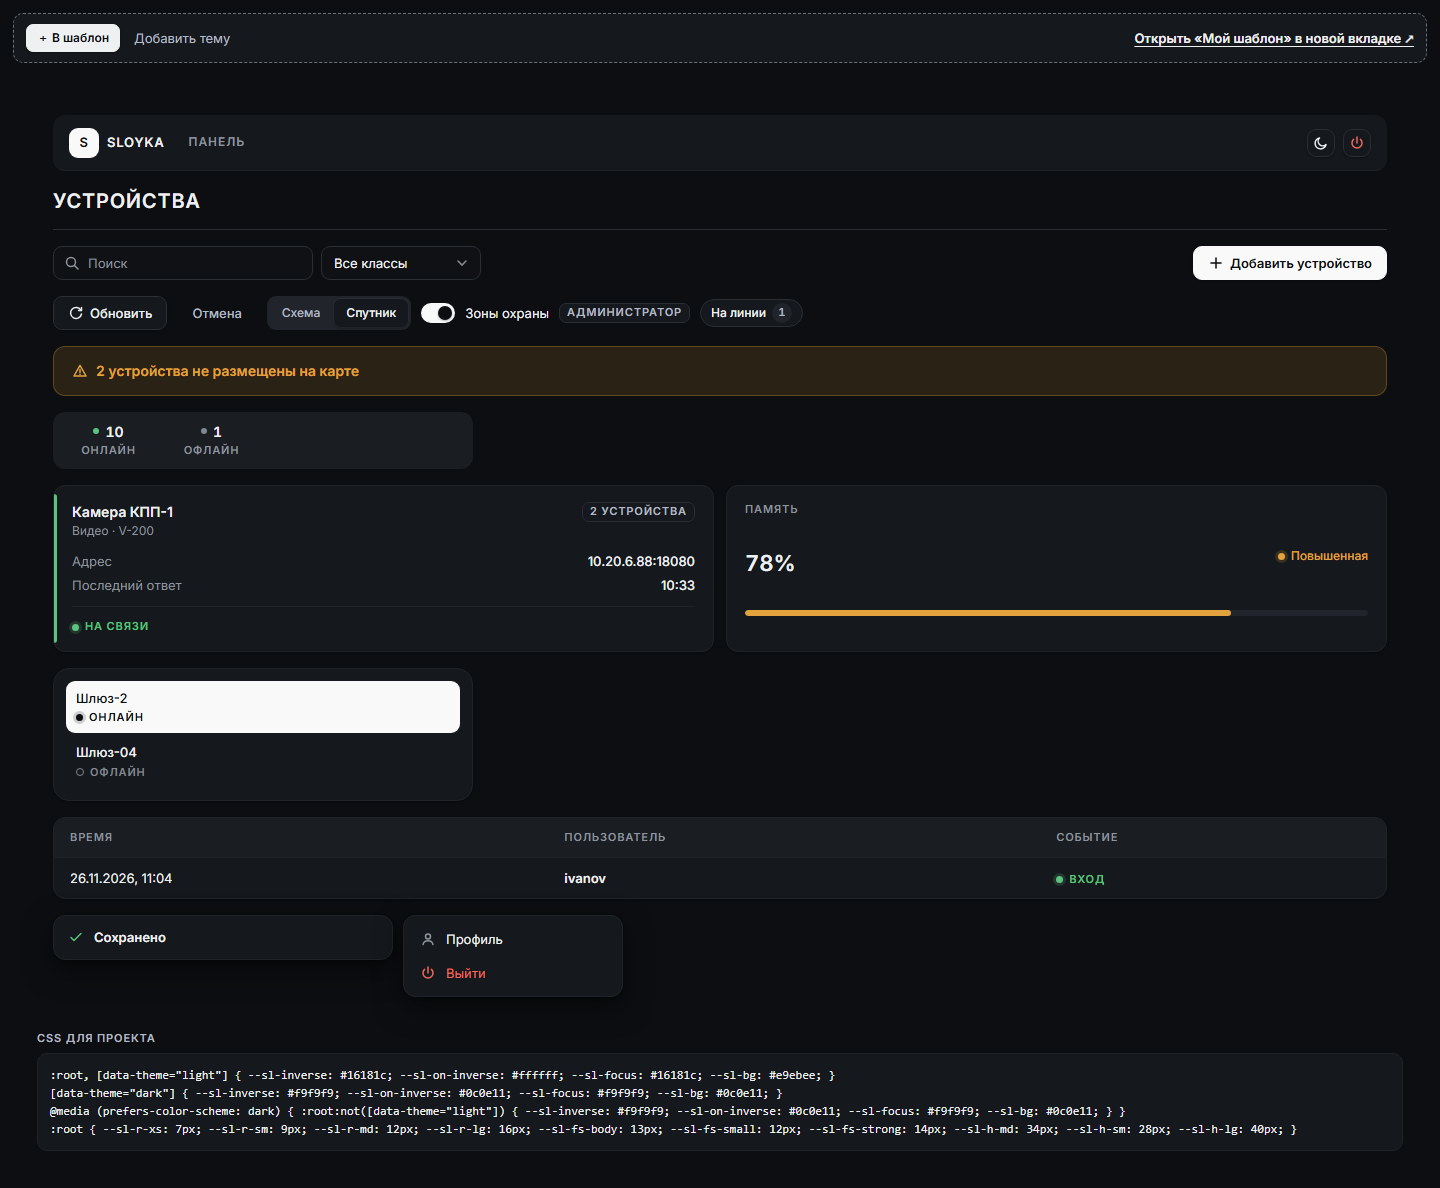 + В шаблон
Добавить тему
Открыть «Мой шаблон» в новой вкладке ↗
S
SLOYKA
ПАНЕЛЬ
УСТРОЙСТВА
Поиск
Все классы
Добавить устройство
Обновить
Отмена
Схема
Спутник
Зоны охраны
АДМИНИСТРАТОР
На линии 1
2 устройства не размещены на карте
10
ОНЛАЙН
1
ОФЛАЙН
Камера КПП-1
2 УСТРОЙСТВА
Видео · V-200
Адрес
10.20.6.88:18080
Последний ответ
10:33
НА СВЯЗИ
ПАМЯТЬ
78%
Повышенная
Шлюз-2
ОНЛАЙН
Шлюз-04
ОФЛАЙН
ВРЕМЯ
ПОЛЬЗОВАТЕЛЬ
СОБЫТИЕ
26.11.2026, 11:04
ivanov
ВХОД
Сохранено
Профиль
Выйти
CSS ДЛЯ ПРОЕКТА
:root, [data-theme="light"] { --sl-inverse: #16181c; --sl-on-inverse: #ffffff; --sl-focus: #16181c; --sl-bg: #e9ebee; }
[data-theme="dark"] { --sl-inverse: #f9f9f9; --sl-on-inverse: #0c0e11; --sl-focus: #f9f9f9; --sl-bg: #0c0e11; }
@media (prefers-color-scheme: dark) { :root:not([data-theme="light"]) { --sl-inverse: #f9f9f9; --sl-on-inverse: #0c0e11; --sl-focus: #f9f9f9; --sl-bg: #0c0e11; } }
:root { --sl-r-xs: 7px; --sl-r-sm: 9px; --sl-r-md: 12px; --sl-r-lg: 16px; --sl-fs-body: 13px; --sl-fs-small: 12px; --sl-fs-strong: 14px; --sl-h-md: 34px; --sl-h-sm: 28px; --sl-h-lg: 40px; }